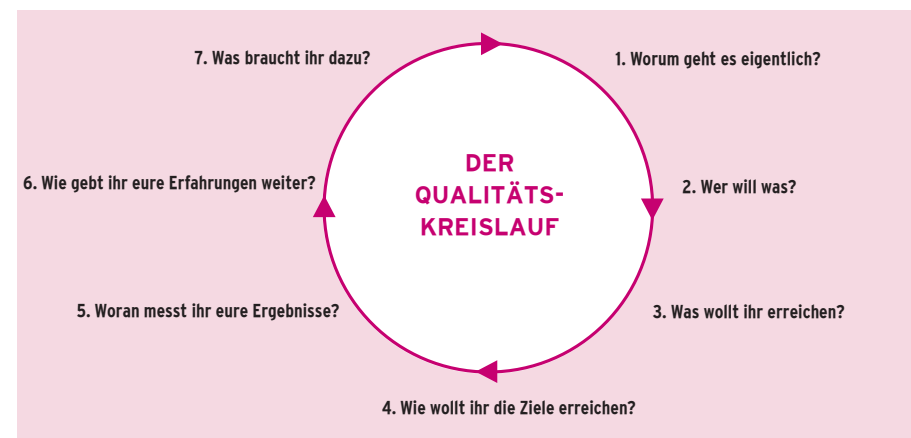 DER
QUALITÄTS-
KREISLAUF
1. Worum geht es eigentlich?
2. Wer will was?
3. Was wollt ihr erreichen?
4. Wie wollt ihr die Ziele erreichen?
5. Woran messt ihr eure Ergebnisse?
6. Wie gebt ihr eure Erfahrungen weiter?
7. Was braucht ihr dazu?